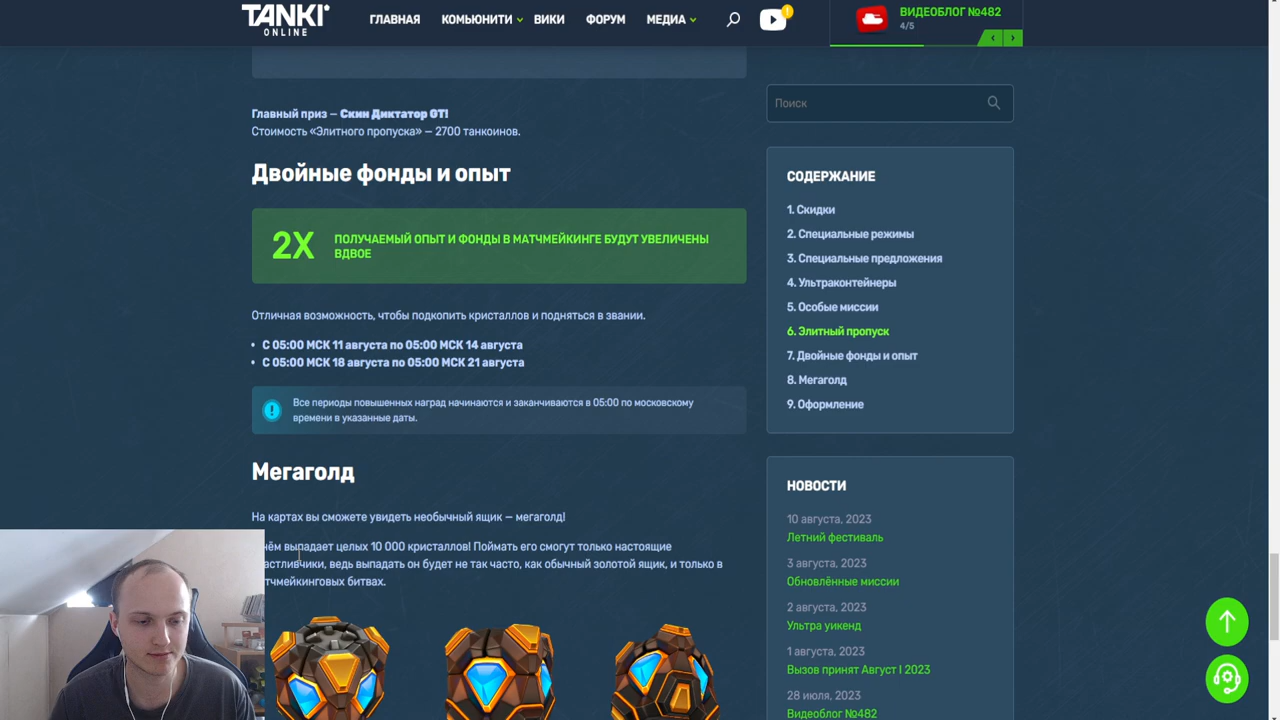 TANKI
ONLINE
ГЛАВНАЯ
КОМЬЮНИТИ
ВИКИ
ФОРУМ
МЕДИА
!
ВИДЕОБЛОГ №482
4/5
Главный приз — Скин Диктатор GT!
Стоимость «Элитного пропуска» — 2700 танкоинов.
Двойные фонды и опыт
2X
ПОЛУЧАЕМЫЙ ОПЫТ И ФОНДЫ В МАТЧМЕЙКИНГЕ БУДУТ УВЕЛИЧЕНЫ
ВДВОЕ
Отличная возможность, чтобы подкопить кристаллов и подняться в звании.
• С 05:00 МСК 11 августа по 05:00 МСК 14 августа
• С 05:00 МСК 18 августа по 05:00 МСК 21 августа
Все периоды повышенных наград начинаются и заканчиваются в 05:00 по московскому
времени в указанные даты.
Мегаголд
На картах вы сможете увидеть необычный ящик — мегаголд!
нём выпадает целых 10 000 кристаллов! Поймать его смогут только настоящие
астливчики, ведь выпадать он будет не так часто, как обычный золотой ящик, и только в
тчмейкинговых битвах.
Поиск
СОДЕРЖАНИЕ
1. Скидки
2. Специальные режимы
3. Специальные предложения
4. Ультраконтейнеры
5. Особые миссии
6. Элитный пропуск
7. Двойные фонды и опыт
8. Мегаголд
9. Оформление
НОВОСТИ
10 августа, 2023
Летний фестиваль
3 августа, 2023
Обновлённые миссии
2 августа, 2023
Ультра уикенд
1 августа, 2023
Вызов принят Август I 2023
28 июля, 2023
Видеоблог №482